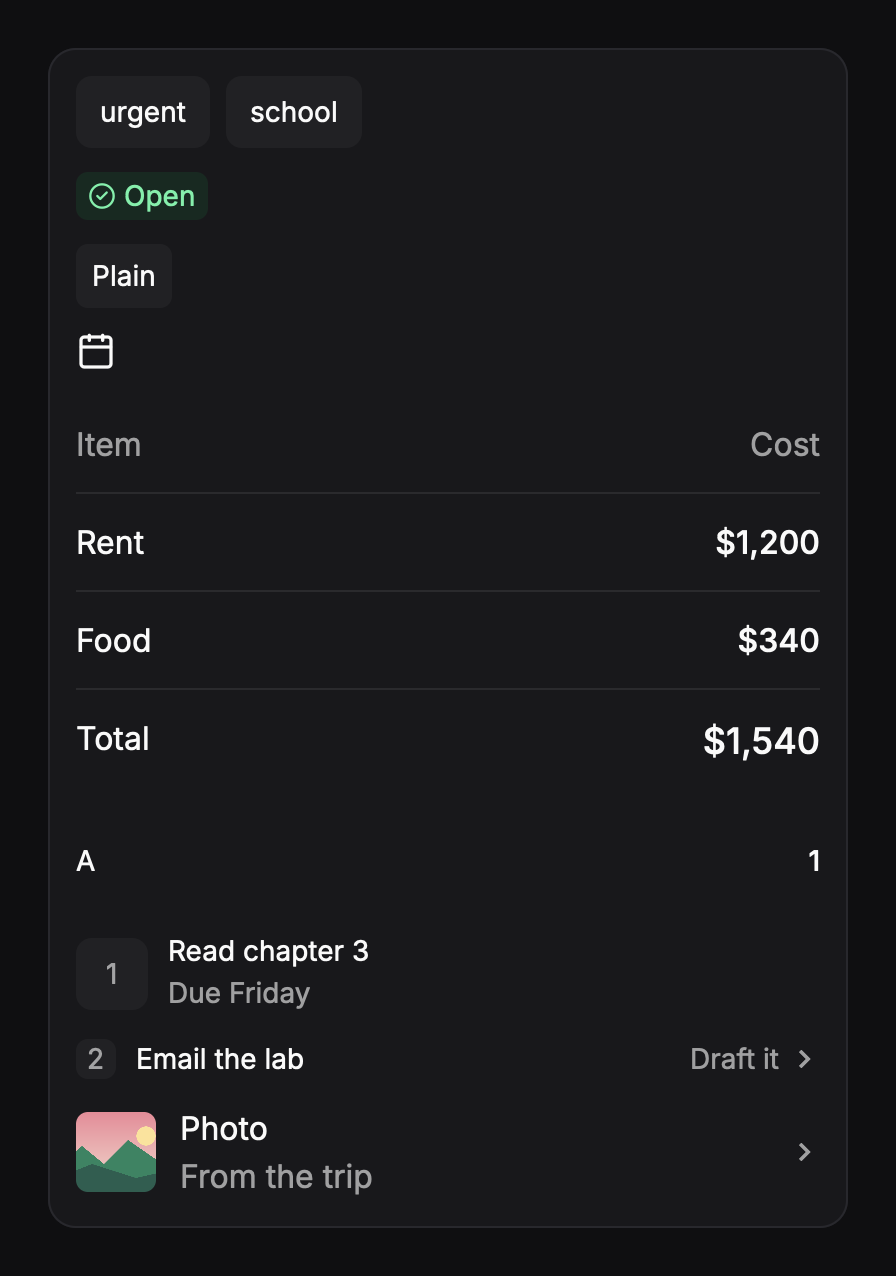 urgent school
Open
Plain
Item Cost
Rent $1,200
Food $340
Total $1,540
A 1
1 Read chapter 3
Due Friday
2 Email the lab Draft it
Photo
From the trip